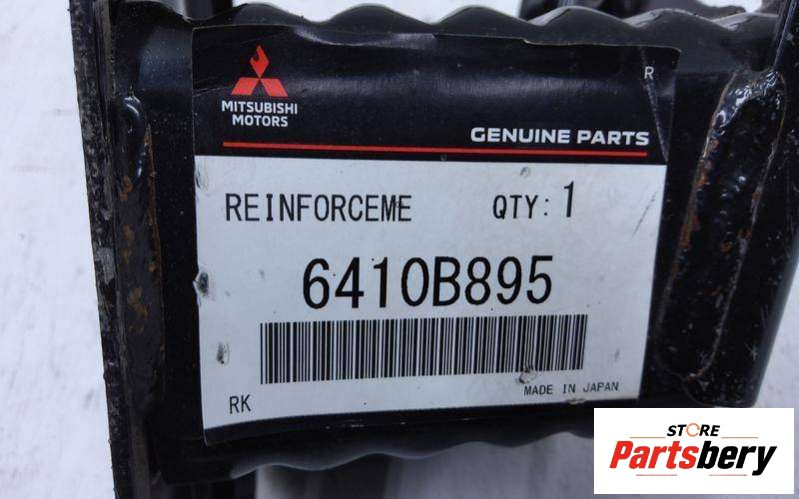 R
MITSUBISHI
MOTORS
GENUINE PARTS
REINFORCEME QTY: 1
6410B895
RK
MADE IN JAPAN
STORE
Partsbery